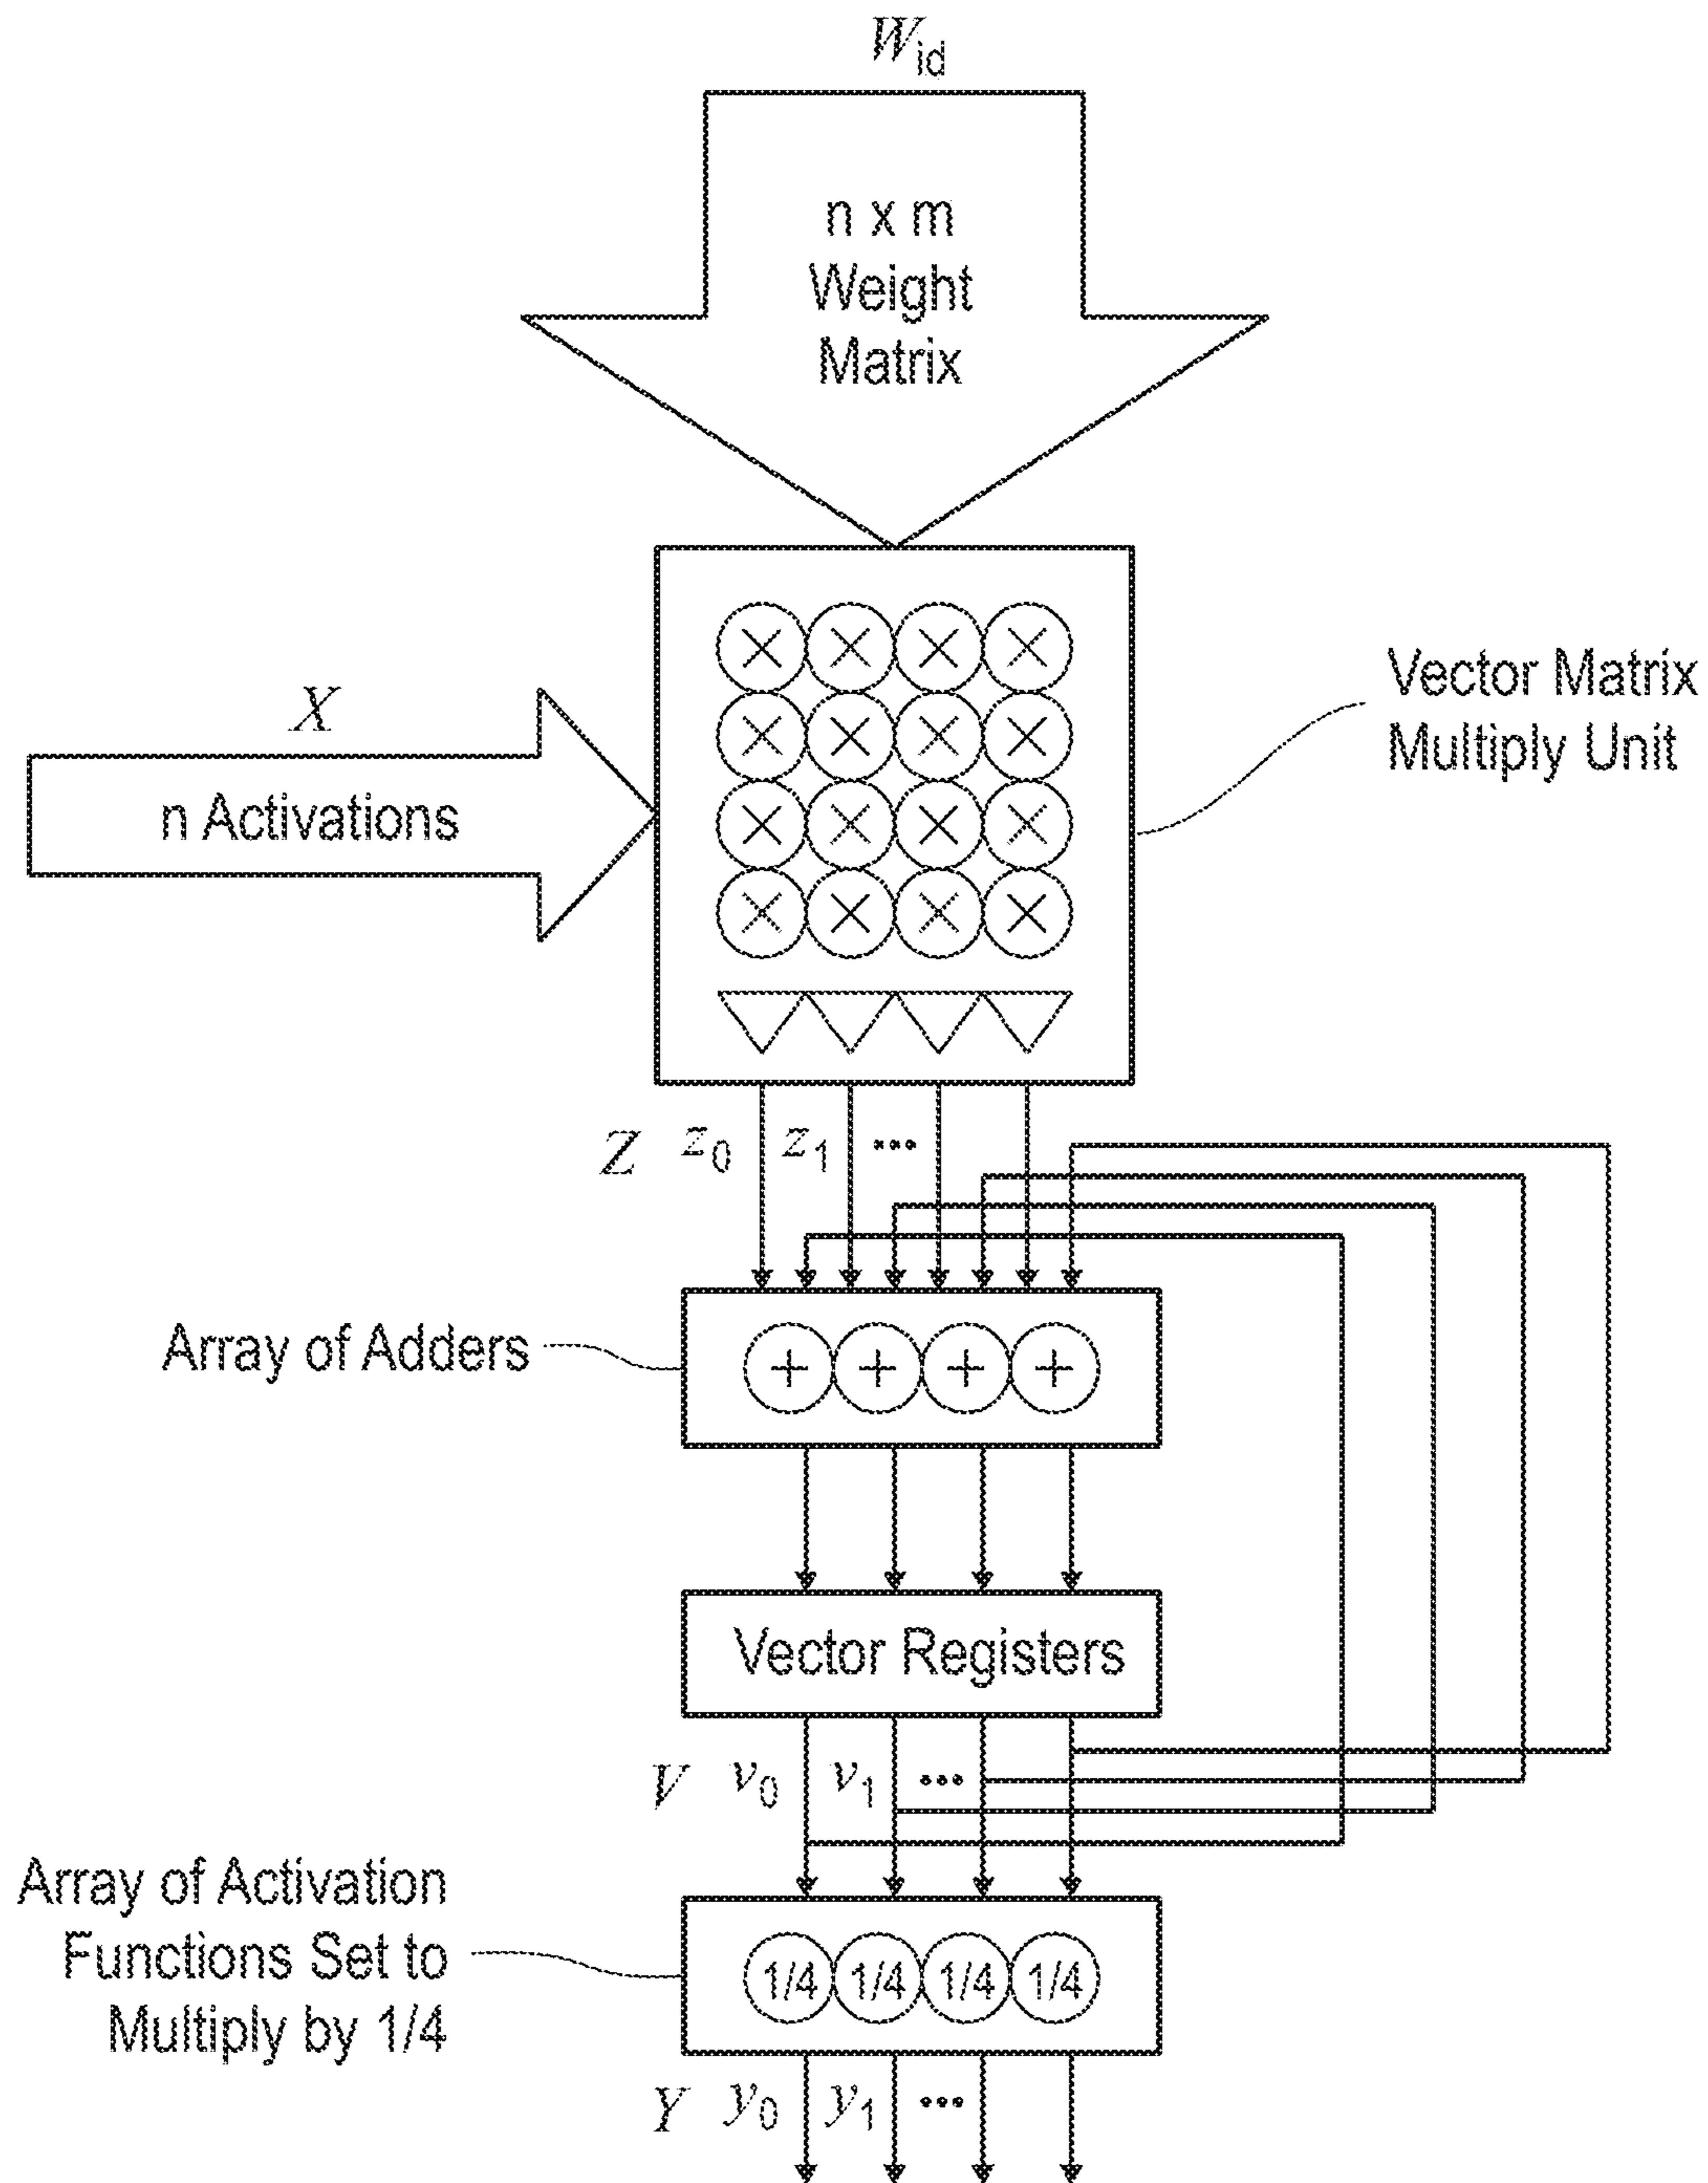 W_id
n x m
Weight
Matrix
X
n Activations
Vector Matrix
Multiply Unit
Z z_0 z_1 ...
Array of Adders
+ + + +
Vector Registers
V v_0 v_1 ...
Array of Activation
Functions Set to
Multiply by 1/4
1/4 1/4 1/4 1/4
Y y_0 y_1 ...